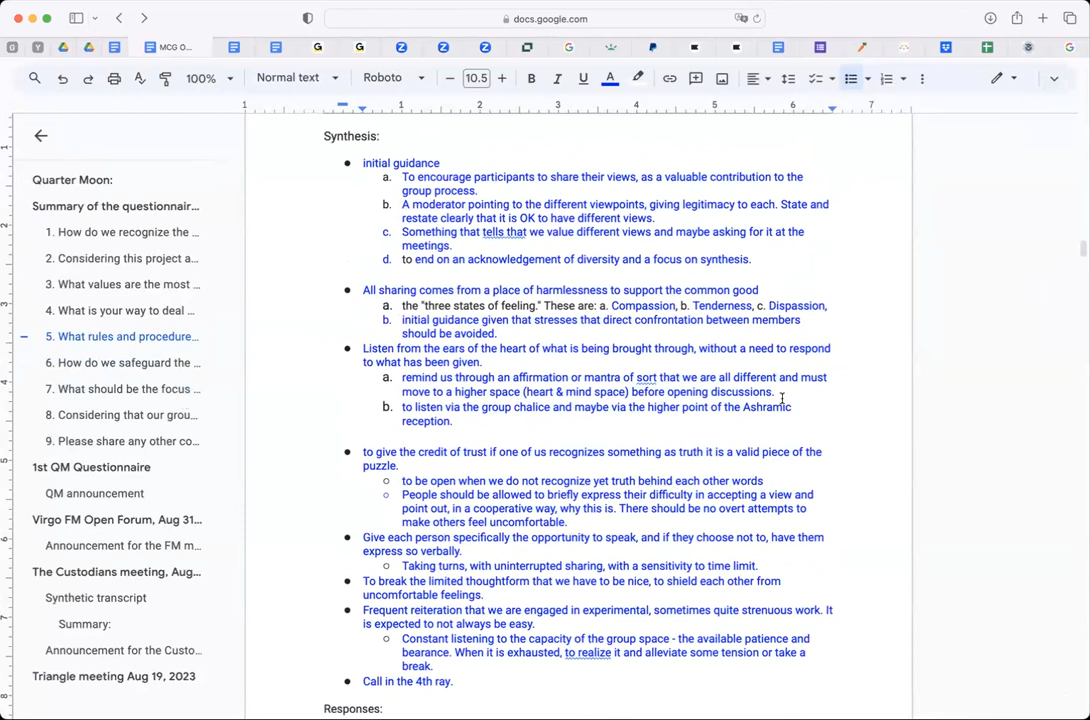 docs.google.com
MCG O...
100%
Normal text
Roboto
10.5
B
I
U
A
1
1
2
3
4
5
6
7
Quarter Moon:
Summary of the questionnair...
1. How do we recognize the ...
2. Considering this project a...
3. What values are the most ...
4. What is your way to deal ...
5. What rules and procedure...
6. How do we safeguard the ...
7. What should be the focus ...
8. Considering that our grou...
9. Please share any other co...
1st QM Questionnaire
QM announcement
Virgo FM Open Forum, Aug 31...
Announcement for the FM m...
The Custodians meeting, Aug...
Synthetic transcript
Summary:
Announcement for the Custo...
Triangle meeting Aug 19, 2023
Synthesis:
initial guidance
a. To encourage participants to share their views, as a valuable contribution to the
group process.
b. A moderator pointing to the different viewpoints, giving legitimacy to each. State and
restate clearly that it is OK to have different views.
c. Something that tells that we value different views and maybe asking for it at the
meetings.
d. to end on an acknowledgement of diversity and a focus on synthesis.
All sharing comes from a place of harmlessness to support the common good
a. the "three states of feeling." These are: a. Compassion, b. Tenderness, c. Dispassion,
b. initial guidance given that stresses that direct confrontation between members
should be avoided.
Listen from the ears of the heart of what is being brought through, without a need to respond
to what has been given.
a. remind us through an affirmation or mantra of sort that we are all different and must
move to a higher space (heart & mind space) before opening discussions.
b. to listen via the group chalice and maybe via the higher point of the Ashramic
reception.
to give the credit of trust if one of us recognizes something as truth it is a valid piece of the
puzzle.
to be open when we do not recognize yet truth behind each other words
People should be allowed to briefly express their difficulty in accepting a view and
point out, in a cooperative way, why this is. There should be no overt attempts to
make others feel uncomfortable.
Give each person specifically the opportunity to speak, and if they choose not to, have them
express so verbally.
Taking turns, with uninterrupted sharing, with a sensitivity to time limit.
To break the limited thoughtform that we have to be nice, to shield each other from
uncomfortable feelings.
Frequent reiteration that we are engaged in experimental, sometimes quite strenuous work. It
is expected to not always be easy.
Constant listening to the capacity of the group space - the available patience and
bearance. When it is exhausted, to realize it and alleviate some tension or take a
break.
Call in the 4th ray.
Responses: